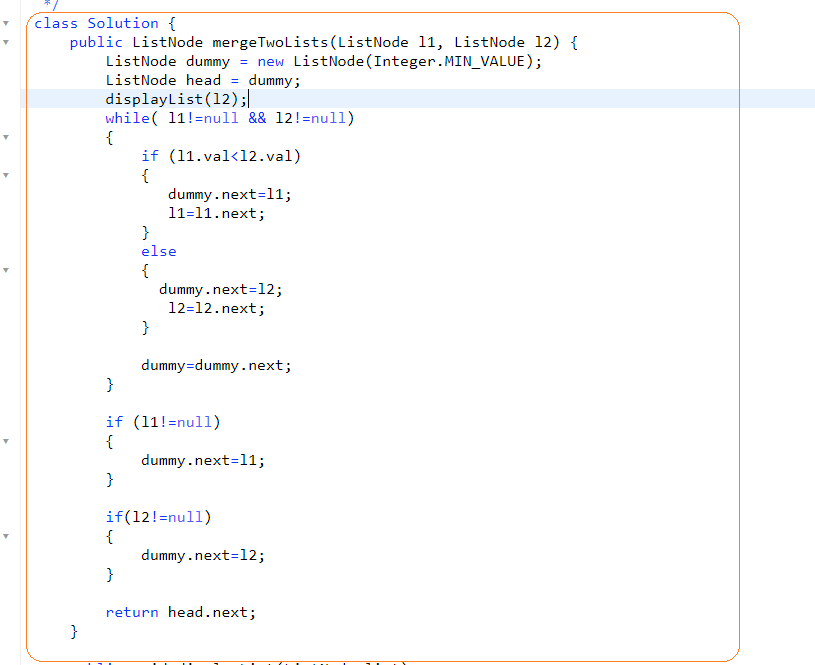 */
class Solution {
public ListNode mergeTwoLists(ListNode l1, ListNode l2) {
ListNode dummy = new ListNode(Integer.MIN_VALUE);
ListNode head = dummy;
displayList(l2);
while( l1!=null && l2!=null)
{
if (l1.val<l2.val)
{
dummy.next=l1;
l1=l1.next;
}
else
{
dummy.next=l2;
l2=l2.next;
}
dummy=dummy.next;
}
if (l1!=null)
{
dummy.next=l1;
}
if(l2!=null)
{
dummy.next=l2;
}
return head.next;
}